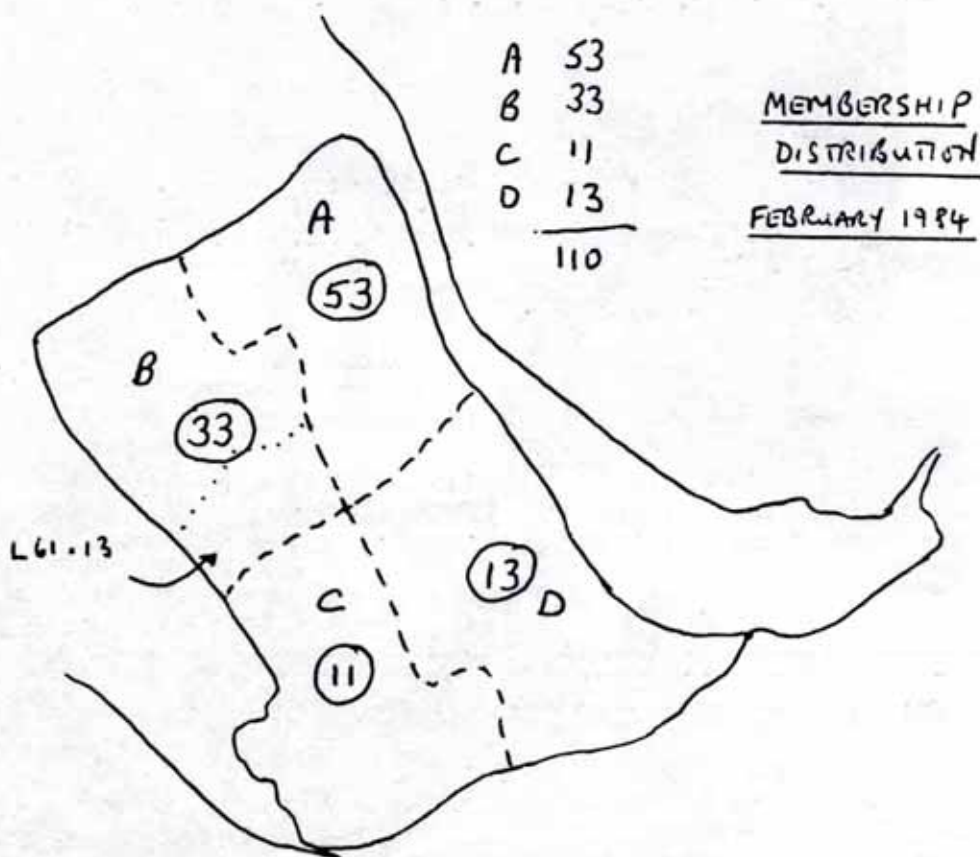 A 53
B 33
C 11
D 13
110
MEMBERSHIP
DISTRIBUTION
FEBRUARY 1984
A
53
B
33
L61.13
C
11
13
D